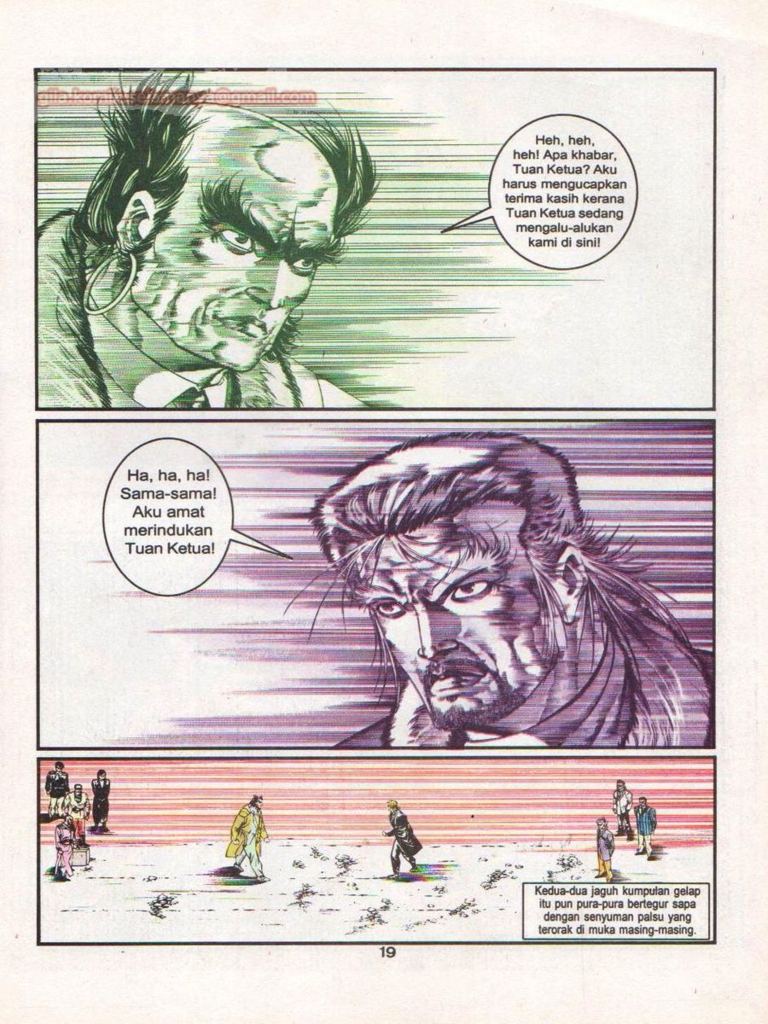 Heh, heh,
heh! Apa khabar,
Tuan Ketua? Aku
harus mengucapkan
terima kasih kerana
Tuan Ketua sedang
mengalu-alukan
kami di sini!
Ha, ha, ha!
Sama-sama!
Aku amat
merindukan
Tuan Ketua!
Kedua-dua jaguh kumpulan gelap
itu pun pura-pura bertegur sapa
dengan senyuman palsu yang
terorak di muka masing-masing.
19